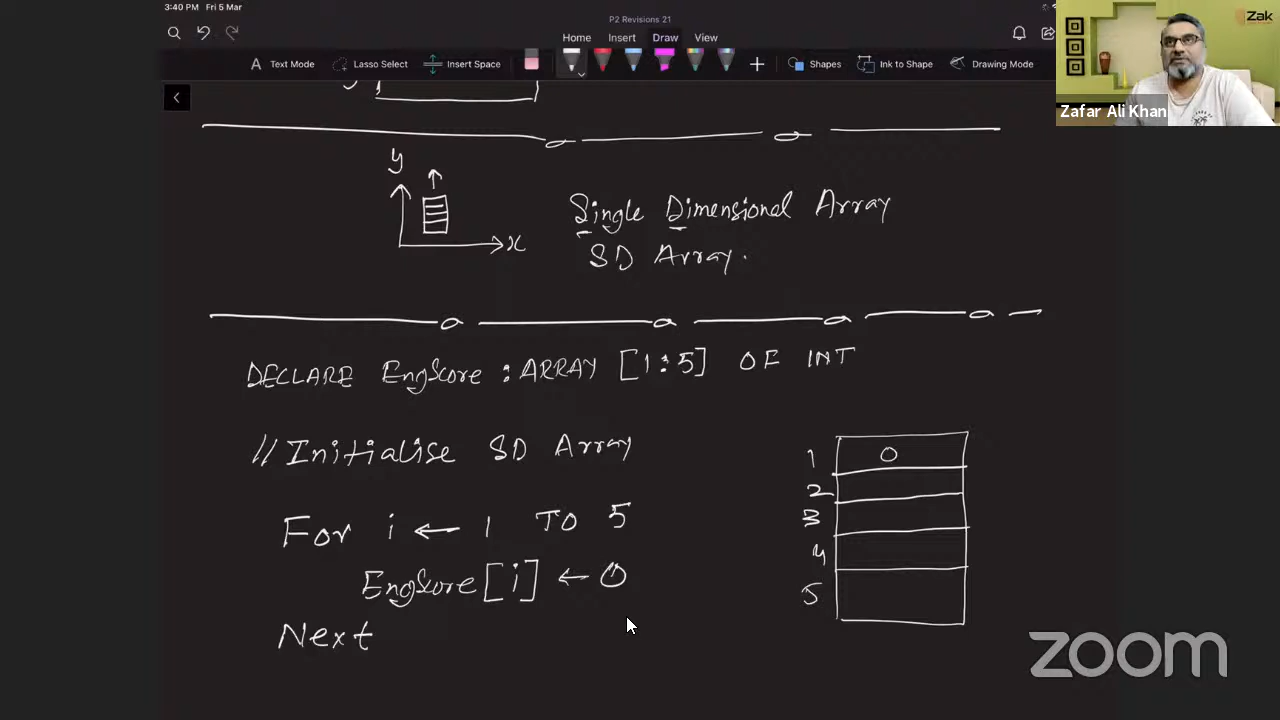 3:40 PM Fri 5 Mar
P2 Revisions 21
Home Insert Draw View
Text Mode Lasso Select Insert Space Shapes Ink to Shape Drawing Mode
Zak
Zafar Ali Khan
y
y
x
Single Dimensional Array
SD Array.
DECLARE EngScore : ARRAY [1:5] OF INT
//Initialise SD Array
For i ← 1 TO 5
EngScore[i] ← 0
Next
1 0
2
3
4
5
zoom